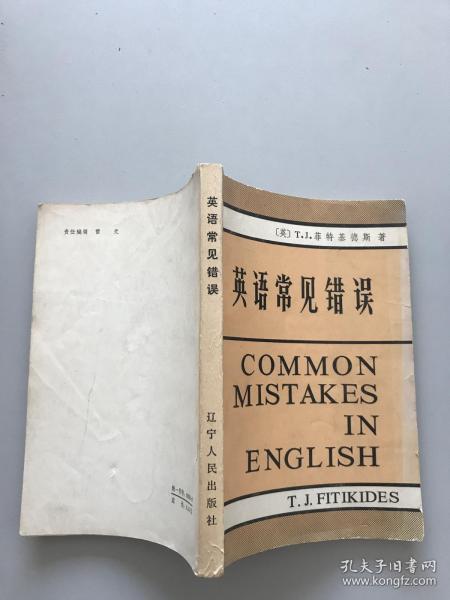 责任编辑 曹 尤
英语常见错误
辽宁人民出版社
〔英〕T.J.菲特基德斯 著
英语常见错误
COMMON
MISTAKES
IN
ENGLISH
T. J. FITIKIDES
孔夫子旧书网
www.kongfz.com